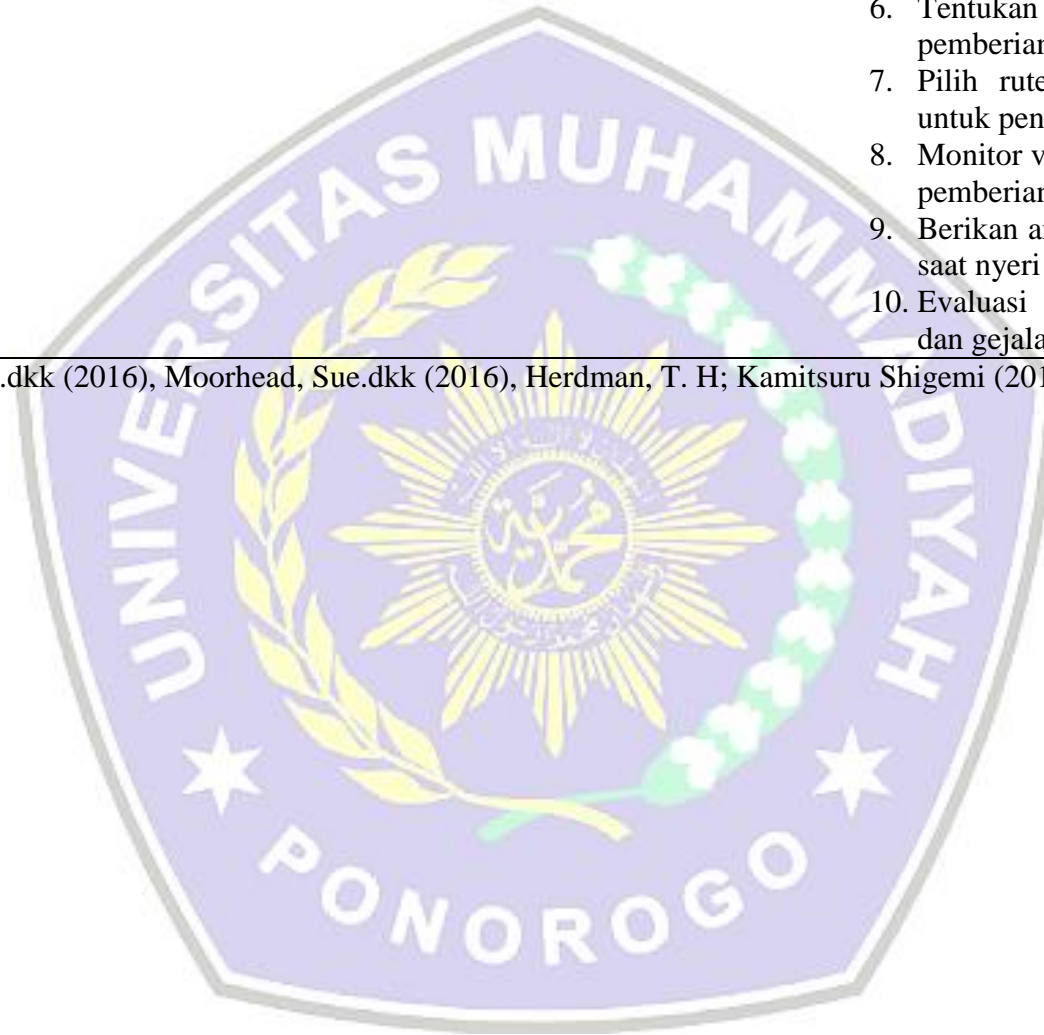 6. Tentukan
pemberian
7. Pilih rute
untuk pen
8. Monitor v
pemberian
9. Berikan a
saat nyeri
10. Evaluasi
dan gejala
.dkk (2016), Moorhead, Sue.dkk (2016), Herdman, T. H; Kamitsuru Shigemi (201
UNIVERSITAS MUHAMMADIYAH
محمدية
PONOROGO